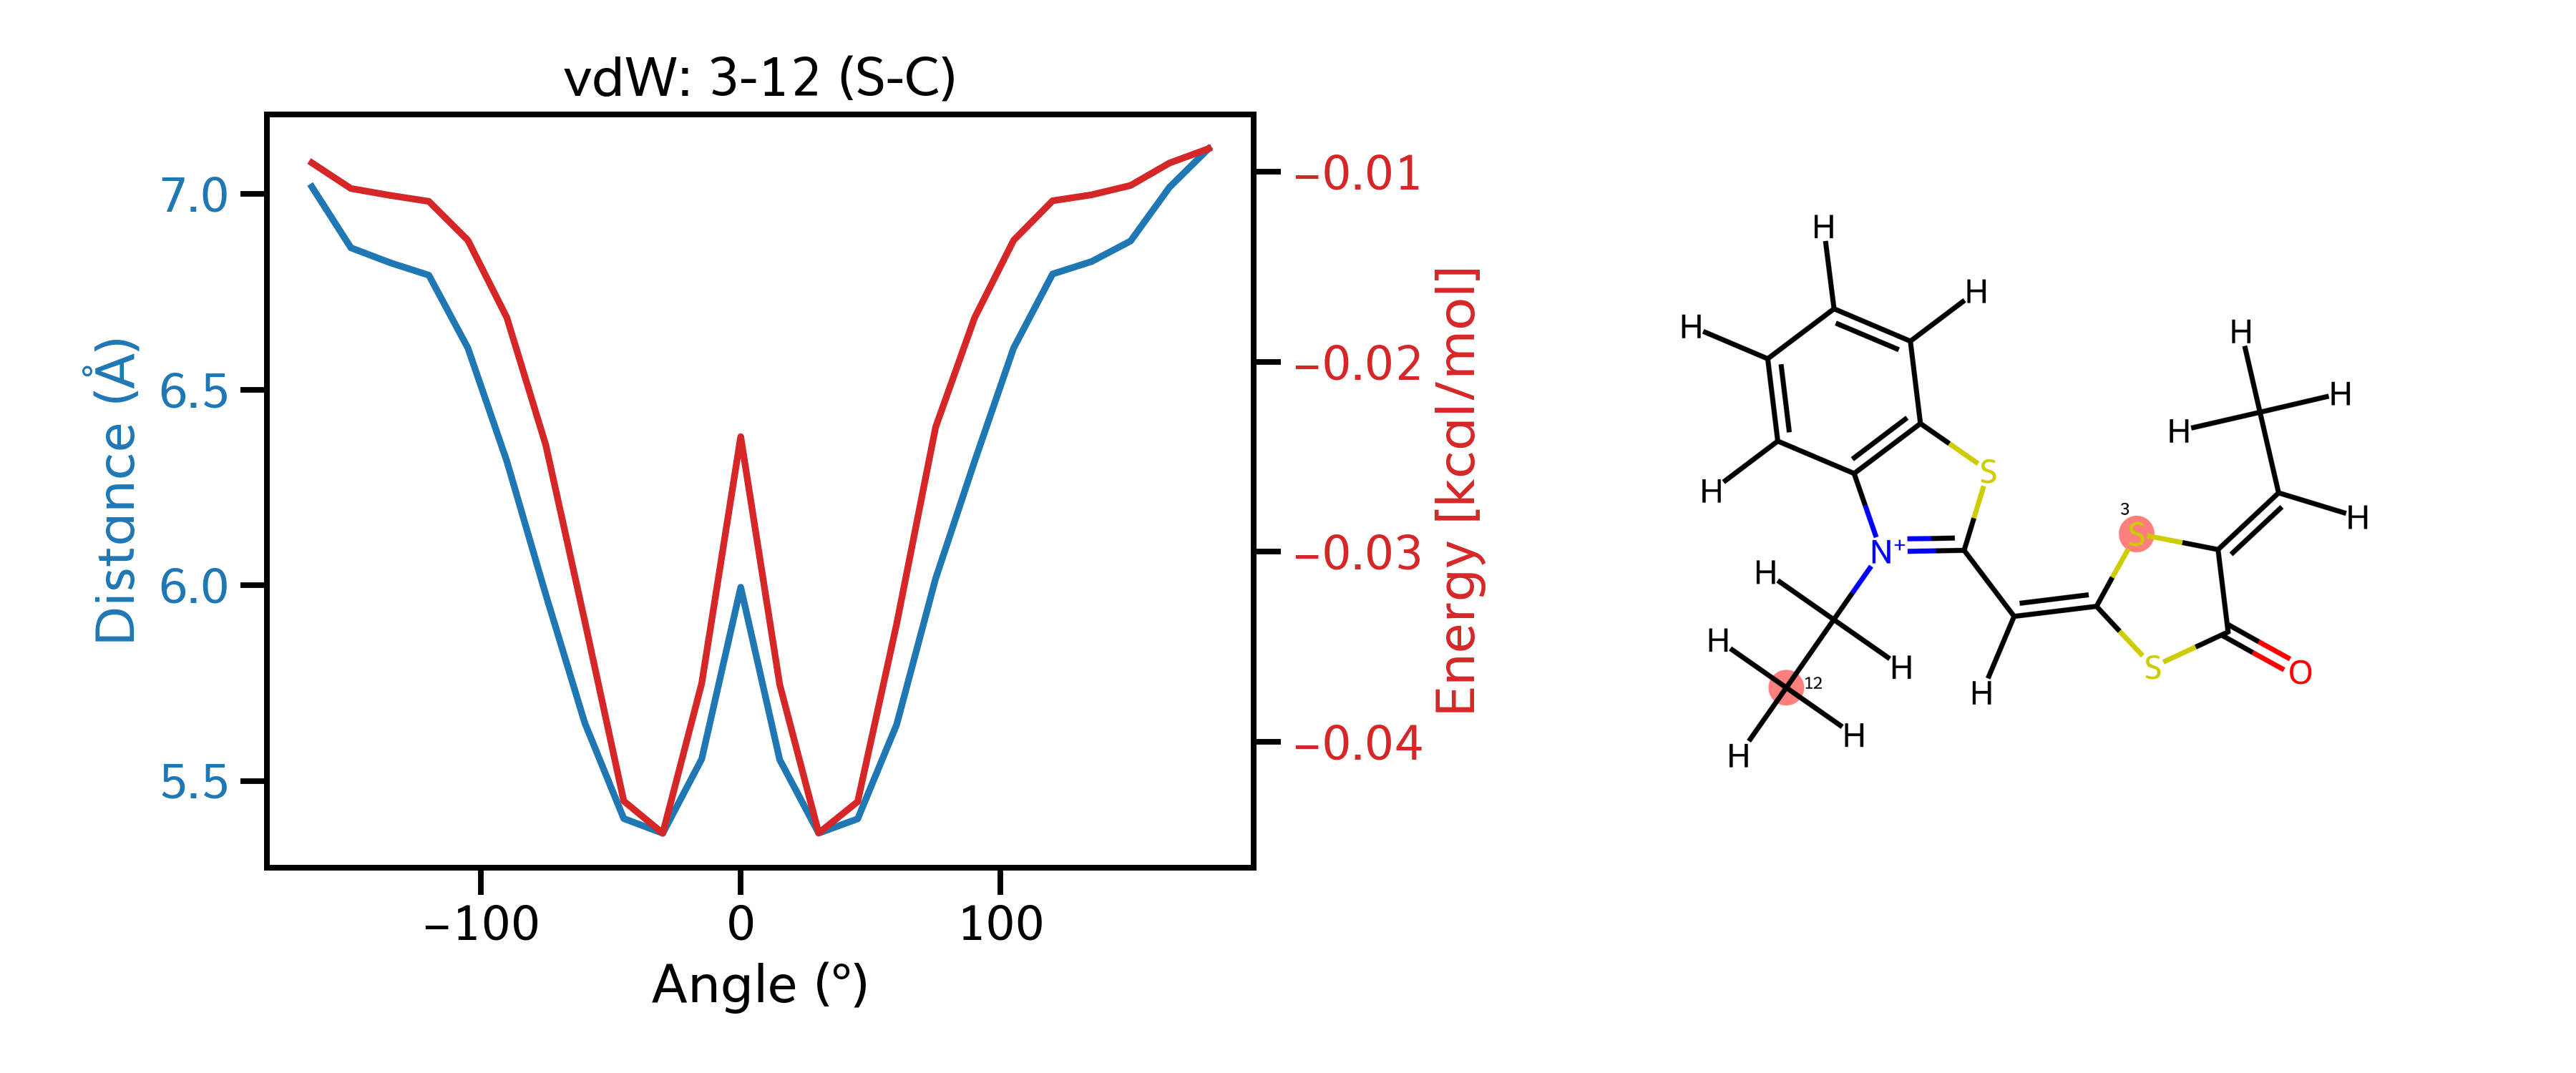 vdW: 3-12 (S-C)
7.0
6.5
6.0
5.5
Distance (Å)
−0.01
−0.02
−0.03
−0.04
Energy [kcal/mol]
−100
0
100
Angle (°)
H
H
H
H
H
H
H
S
3
S
H
H
N+
H
H
H
S
O
12
H
H
H